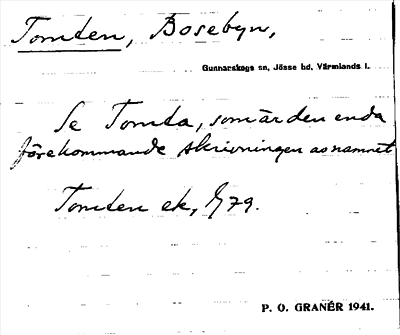 Tomten, Bosebyn,
Gunnarskogs sn, Jösse hd, Värmlands l.
Se Tomta, som är den enda
förekommande skrivningen av namnet
Tomten ek, 79.
P. O. GRANÉR 1941.